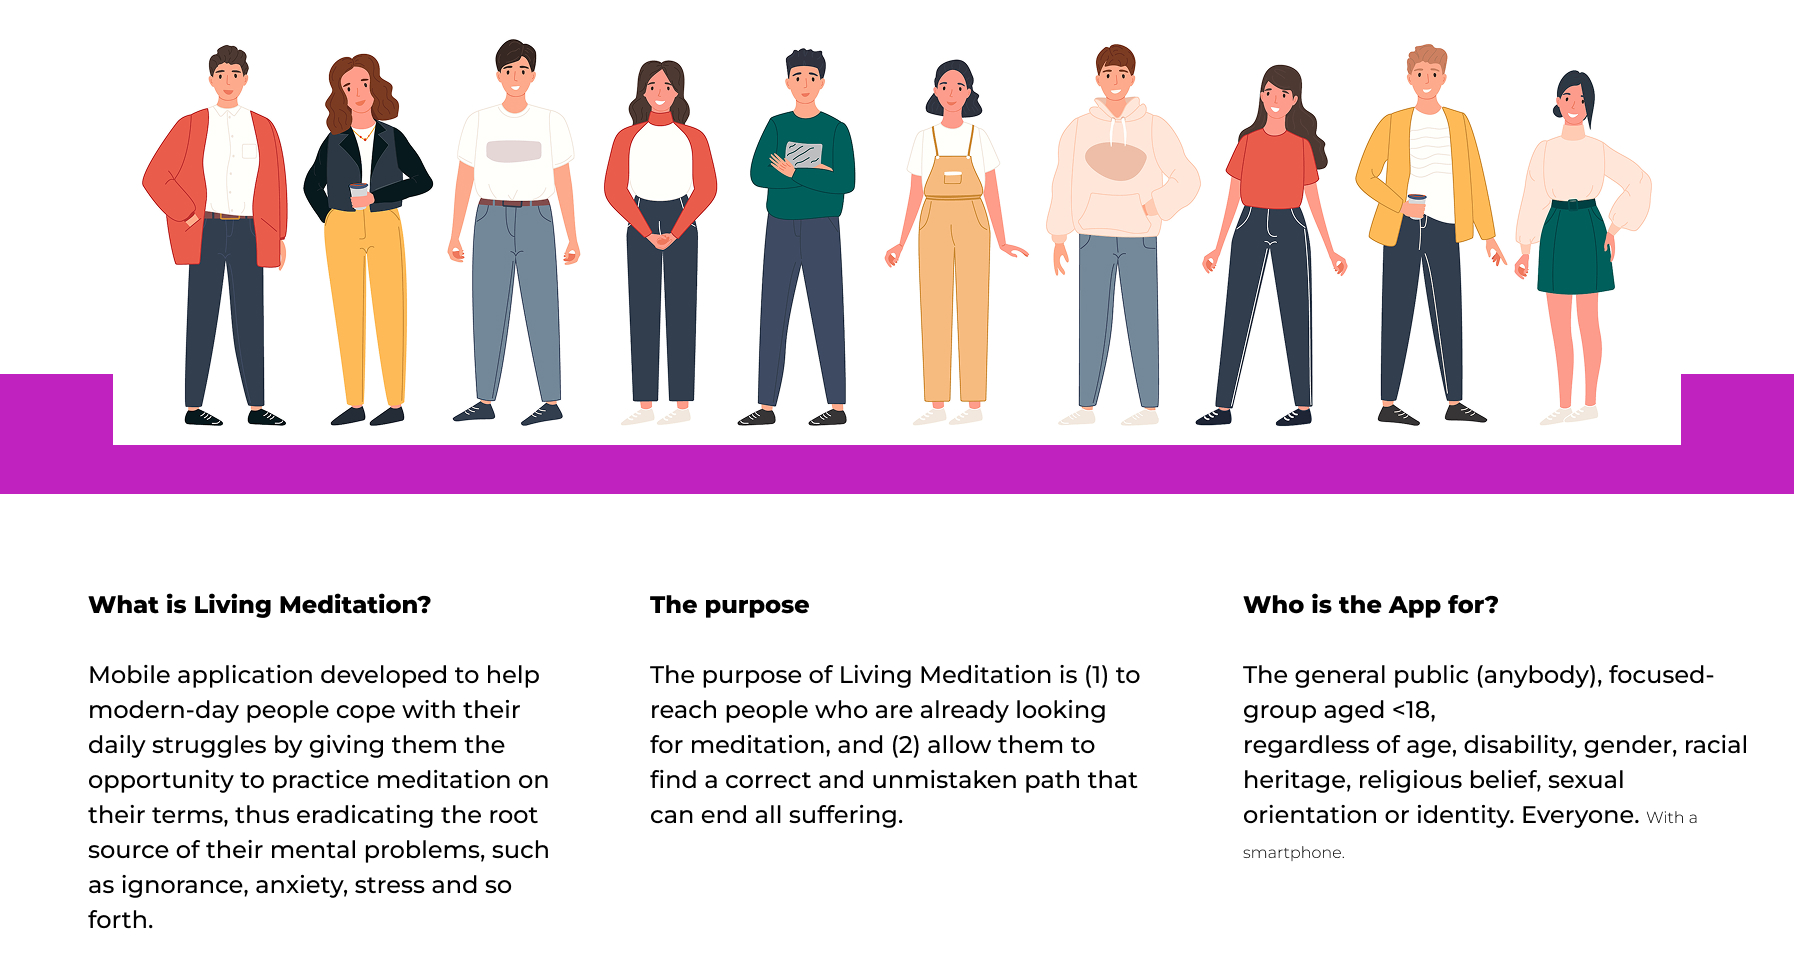 What is Living Meditation?
Mobile application developed to help
modern-day people cope with their
daily struggles by giving them the
opportunity to practice meditation on
their terms, thus eradicating the root
source of their mental problems, such
as ignorance, anxiety, stress and so
forth.
The purpose
The purpose of Living Meditation is (1) to
reach people who are already looking
for meditation, and (2) allow them to
find a correct and unmistaken path that
can end all suffering.
Who is the App for?
The general public (anybody), focused-
group aged <18,
regardless of age, disability, gender, racial
heritage, religious belief, sexual
orientation or identity. Everyone. With a
smartphone.